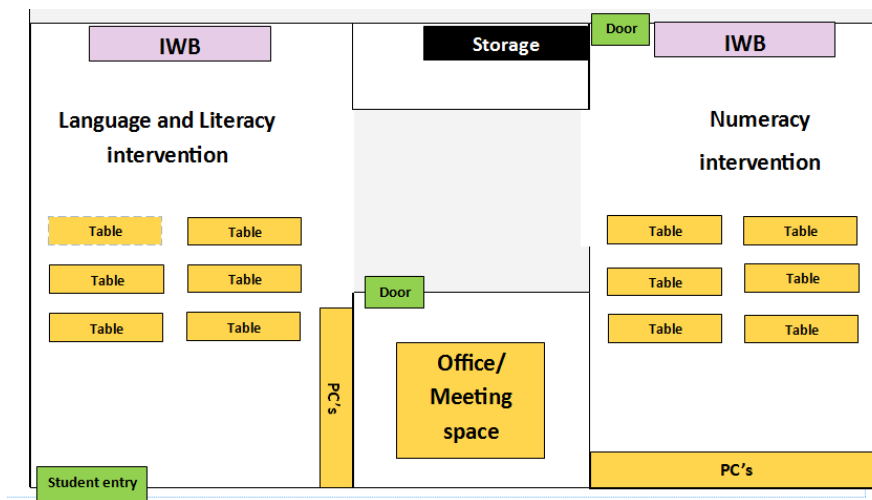 IWB
Storage
Door
IWB
Language and Literacy
intervention
Numeracy
intervention
Table
Table
Table
Table
Table
Table
Table
Table
Table
Table
Table
Table
Door
PC's
Office/
Meeting
space
PC's
Student entry